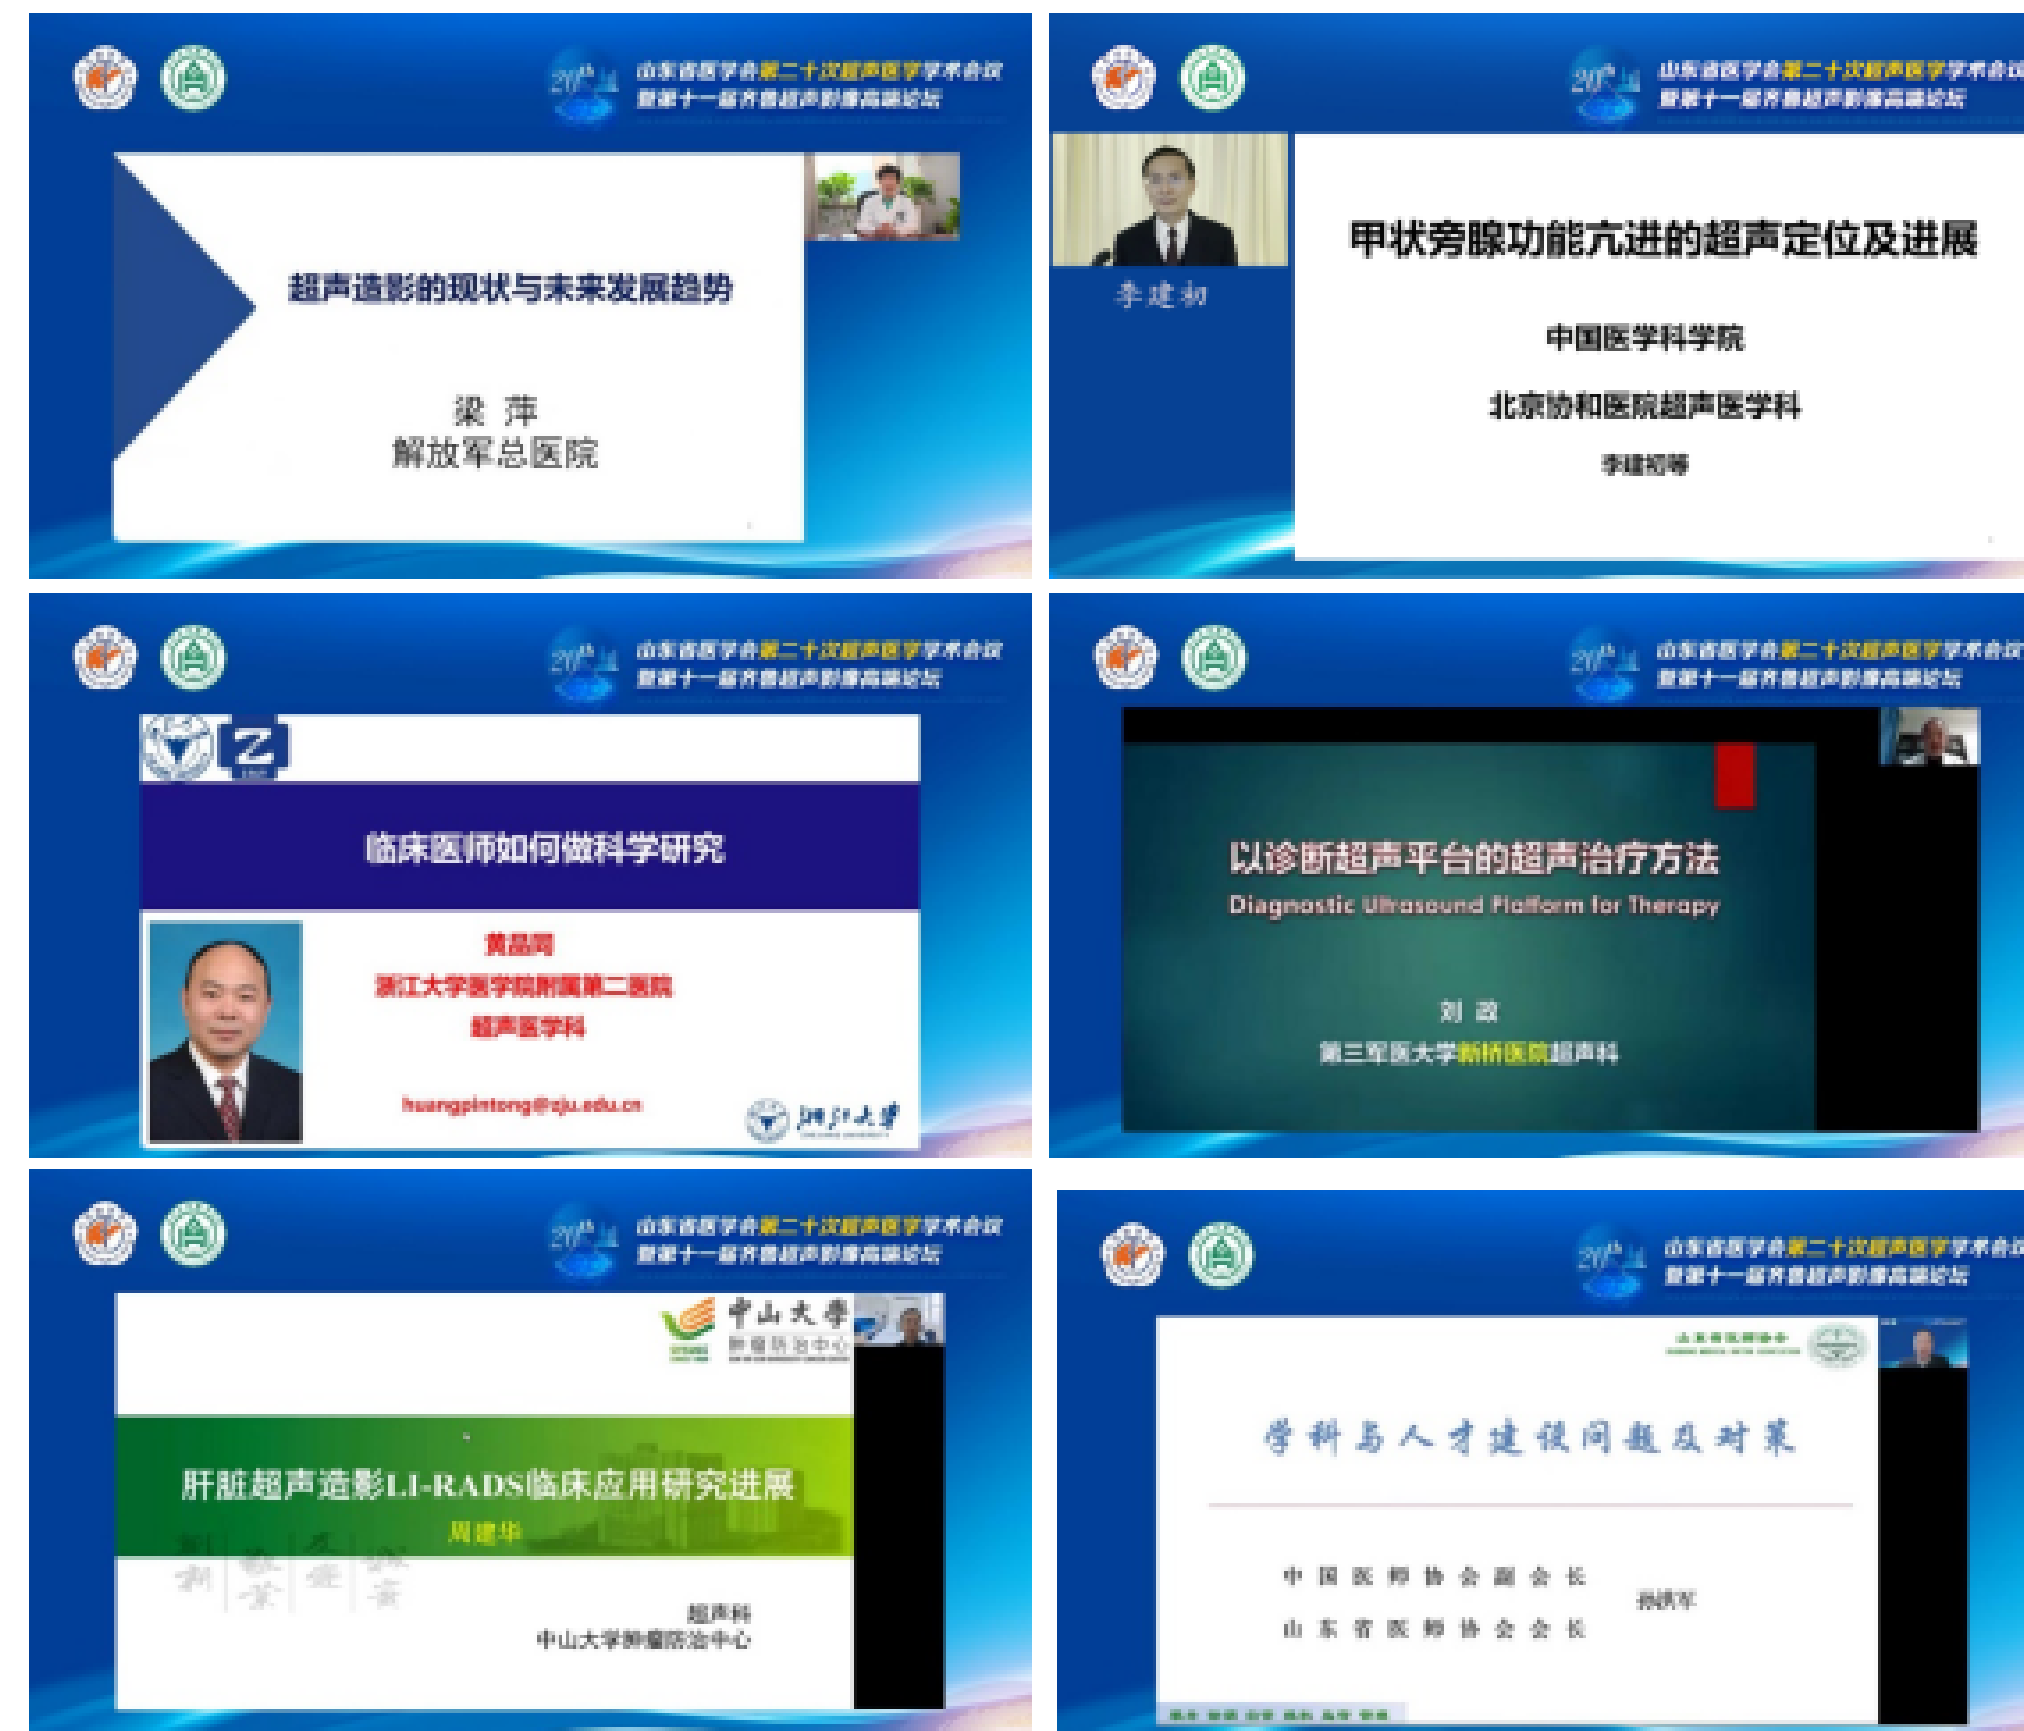 20th
山东省医学会第二十次超声医学学术会议
暨第十一届齐鲁超声影像高端论坛
超声造影的现状与未来发展趋势
梁 萍
解放军总医院
20th
山东省医学会第二十次超声医学学术会议
暨第十一届齐鲁超声影像高端论坛
李建初
甲状旁腺功能亢进的超声定位及进展
中国医学科学院
北京协和医院超声医学科
李建初等
20th
山东省医学会第二十次超声医学学术会议
暨第十一届齐鲁超声影像高端论坛
临床医师如何做科学研究
黄品同
浙江大学医学院附属第二医院
超声医学科
huangpintong@zju.edu.cn
浙江大学
20th
山东省医学会第二十次超声医学学术会议
暨第十一届齐鲁超声影像高端论坛
以诊断超声平台的超声治疗方法
Diagnostic Ultrasound Platform for Therapy
刘 政
第三军医大学新桥医院超声科
20th
山东省医学会第二十次超声医学学术会议
暨第十一届齐鲁超声影像高端论坛
中山大学
肿瘤防治中心
肝脏超声造影LI-RADS临床应用研究进展
周建华
超声科
中山大学肿瘤防治中心
20th
山东省医学会第二十次超声医学学术会议
暨第十一届齐鲁超声影像高端论坛
山东省医师协会
学科与人才建设问题及对策
中国医师协会副会长
山东省医师协会会长
孙洪军